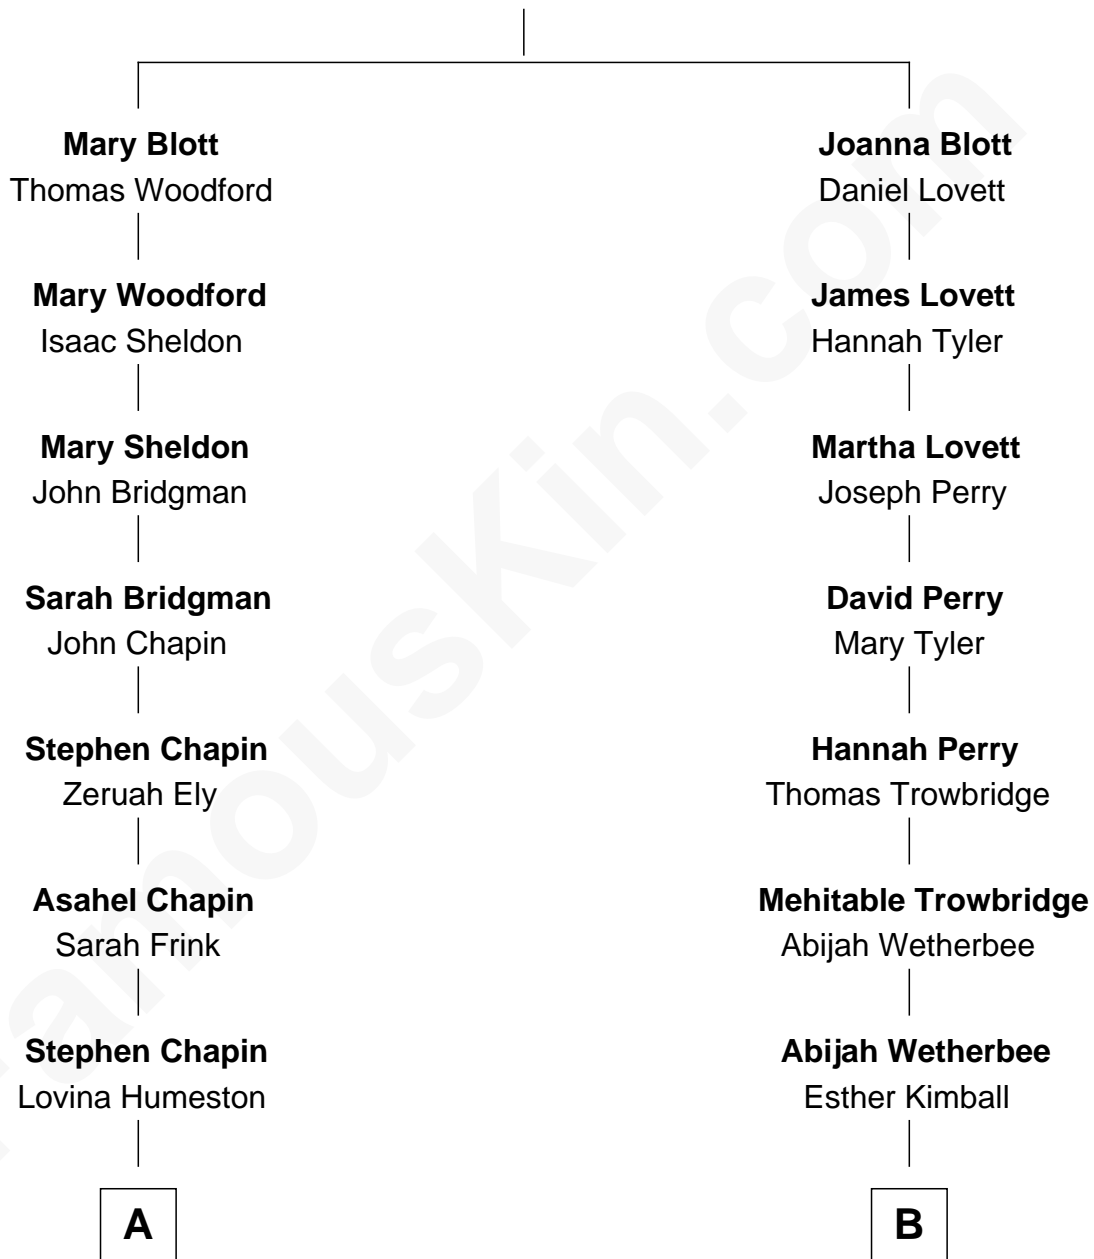 Mary Blott
Thomas Woodford
Mary Woodford
Isaac Sheldon
Mary Sheldon
John Bridgman
Sarah Bridgman
John Chapin
Stephen Chapin
Zeruah Ely
Asahel Chapin
Sarah Frink
Stephen Chapin
Lovina Humeston
A
Joanna Blott
Daniel Lovett
James Lovett
Hannah Tyler
Martha Lovett
Joseph Perry
David Perry
Mary Tyler
Hannah Perry
Thomas Trowbridge
Mehitable Trowbridge
Abijah Wetherbee
Abijah Wetherbee
Esther Kimball
B
FamousKin.com